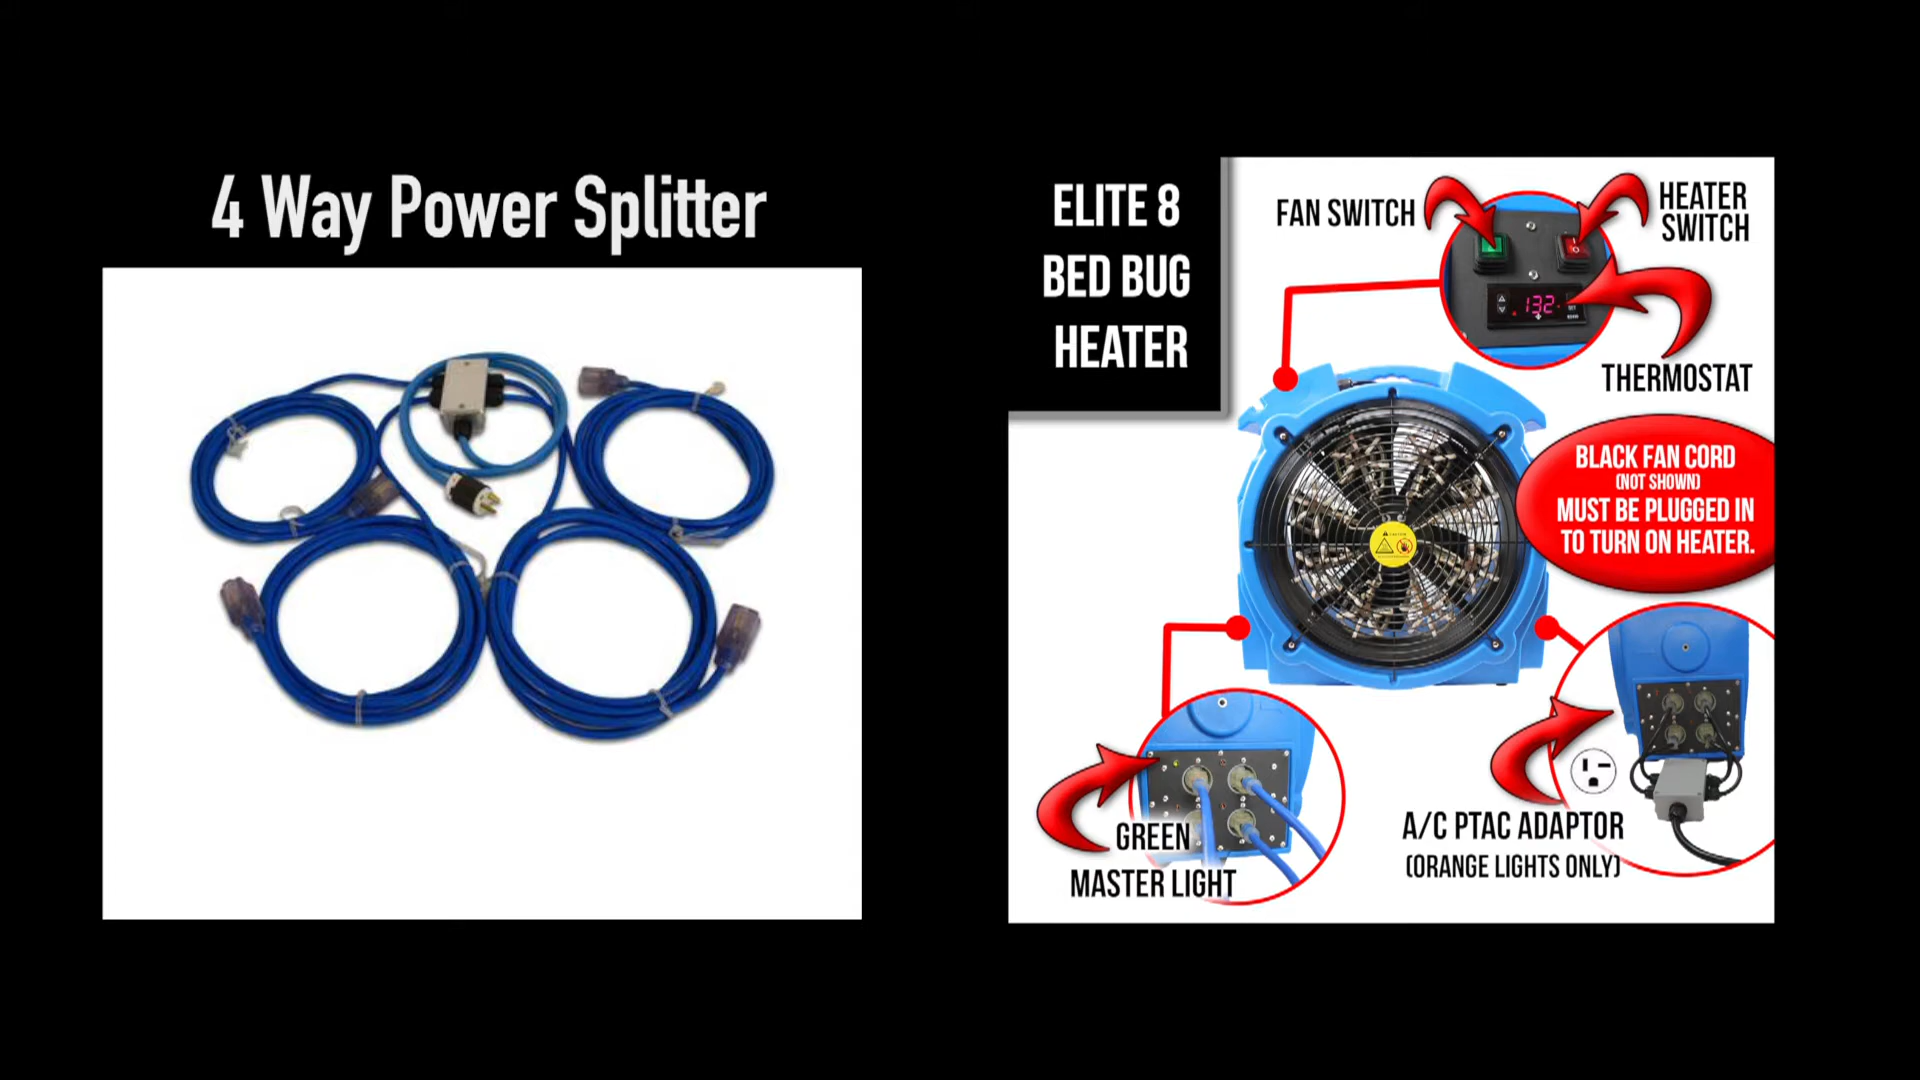 4 Way Power Splitter
ELITE 8
BED BUG
HEATER
FAN SWITCH
HEATER
SWITCH
132
THERMOSTAT
BLACK FAN CORD
(NOT SHOWN)
MUST BE PLUGGED IN
TO TURN ON HEATER.
GREEN
MASTER LIGHT
A/C PTAC ADAPTOR
(ORANGE LIGHTS ONLY)